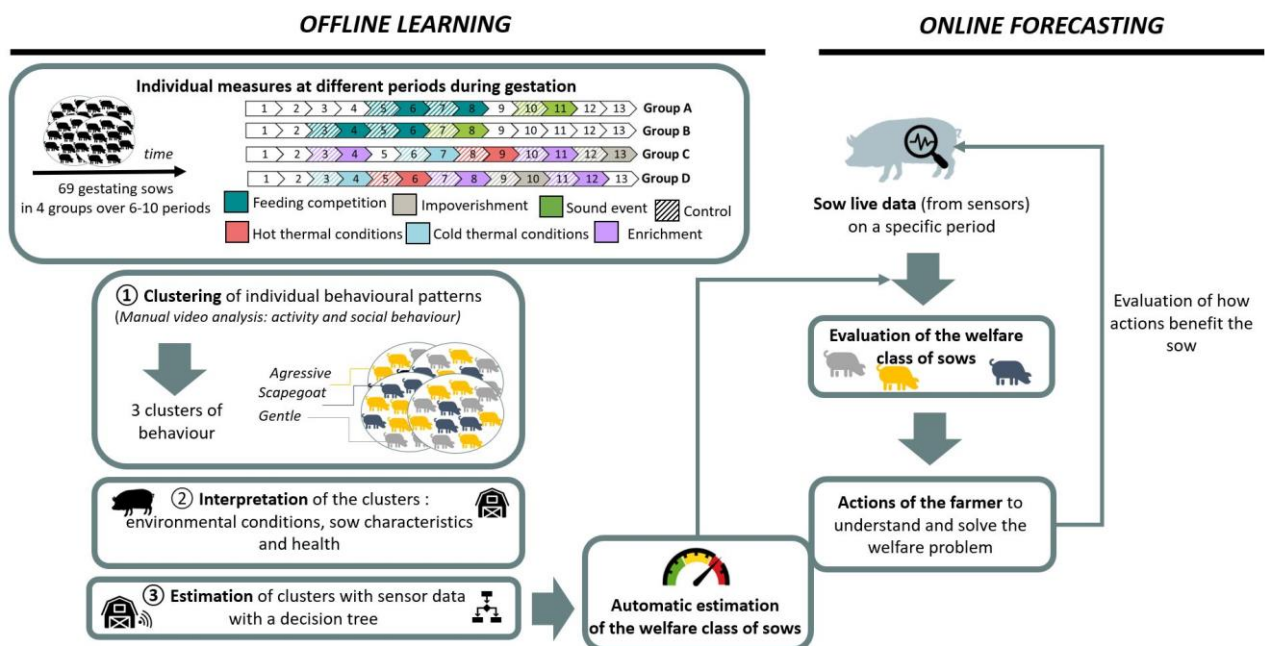 OFFLINE LEARNING
Individual measures at different periods during gestation
time
69 gestating sows
in 4 groups over 6-10 periods
1 2 3 4 5 6 7 8 9 10 11 12 13 Group A
1 2 3 4 5 6 7 8 9 10 11 12 13 Group B
1 2 3 4 5 6 7 8 9 10 11 12 13 Group C
1 2 3 4 5 6 7 8 9 10 11 12 13 Group D
Feeding competition Impoverishment Sound event Control
Hot thermal conditions Cold thermal conditions Enrichment
① Clustering of individual behavioural patterns
(Manual video analysis: activity and social behaviour)
3 clusters of
behaviour
Agressive
Scapegoat
Gentle
② Interpretation of the clusters :
environmental conditions, sow characteristics
and health
③ Estimation of clusters with sensor data
with a decision tree
Automatic estimation
of the welfare class of sows
ONLINE FORECASTING
Sow live data (from sensors)
on a specific period
Evaluation of the welfare
class of sows
Actions of the farmer to
understand and solve the
welfare problem
Evaluation of how
actions benefit the
sow